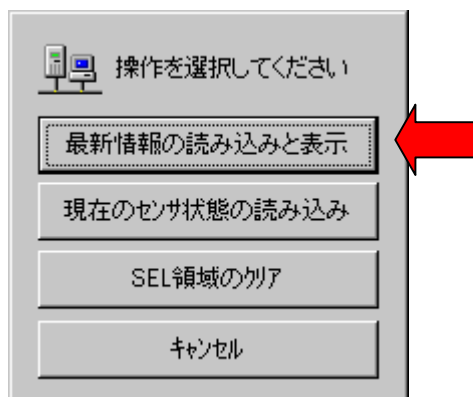 操作を選択してください
最新情報の読み込みと表示
現在のｾﾝｻ状態の読み込み
SEL領域のｸﾘｱ
ｷｬﾝｾﾙ